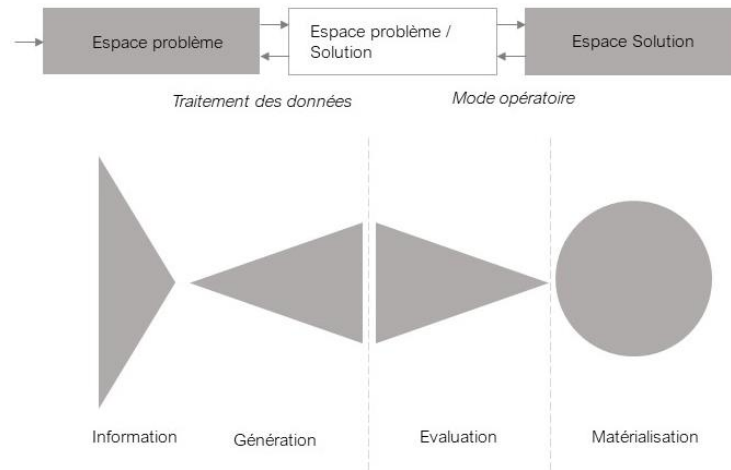 Espace problème
Espace problème /
Solution
Espace Solution
Traitement des données
Mode opératoire
Information
Génération
Evaluation
Matérialisation